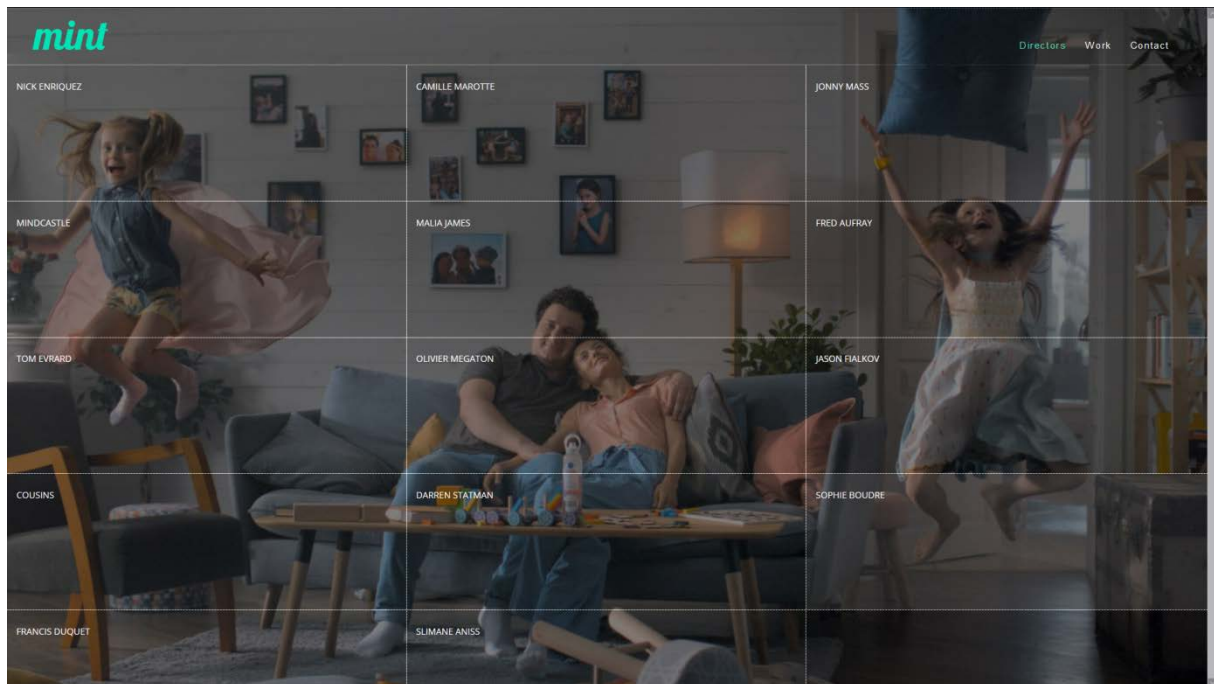 mint
Directors Work Contact
NICK ENRIQUEZ
CAMILLE MAROTTE
JONNY MASS
MINDCASTLE
MALIA JAMES
FRED AUFRAY
TOM EVRARD
OLIVIER MEGATON
JASON FIALKOV
COUSINS
DARREN STATMAN
SOPHIE BOUDRE
FRANCIS DUQUET
SLIMANE ANISS